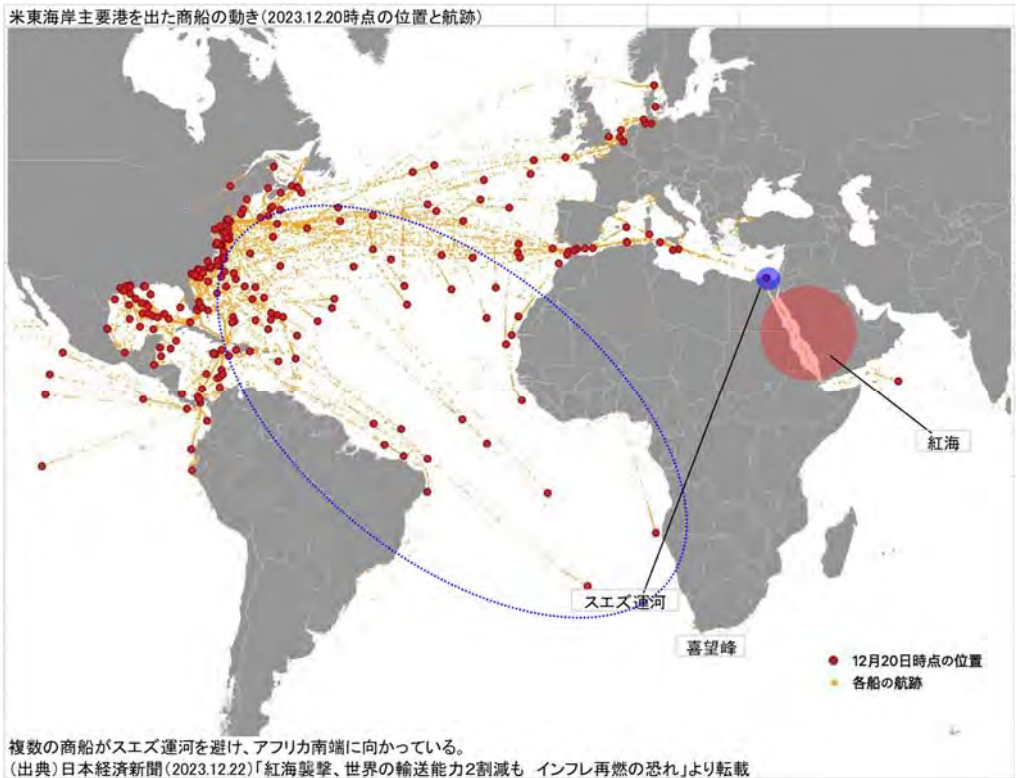 米東海岸主要港を出た商船の動き(2023.12.20時点の位置と航跡)
紅海
スエズ運河
喜望峰
12月20日時点の位置
各船の航跡
複数の商船がスエズ運河を避け、アフリカ南端に向かっている。
(出典)日本経済新聞(2023.12.22)「紅海襲撃、世界の輸送能力2割減も インフレ再燃の恐れ」より転載